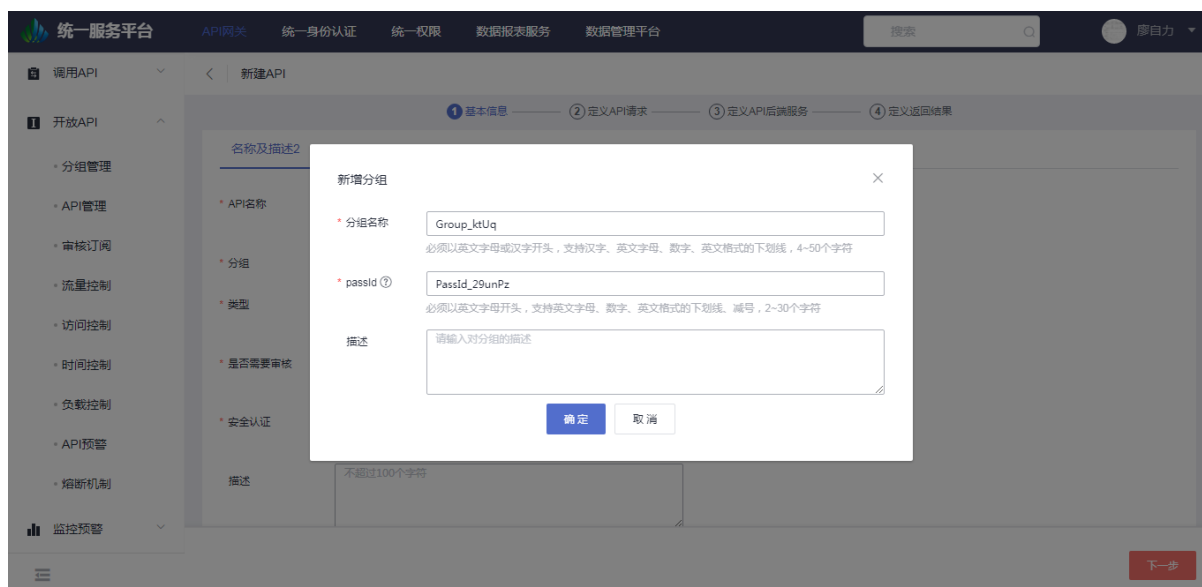 统一服务平台
API网关 统一身份认证 统一权限 数据报表服务 数据管理平台 搜索 廖自力
调用API
新建API
1 基本信息 2 定义API请求 3 定义API后端服务 4 定义返回结果
开放API
名称及描述2
分组管理
新增分组
API管理
* API名称
* 分组名称 Group_ktUq
必须以英文字母或汉字开头，支持汉字、英文字母、数字、英文格式的下划线，4~50个字符
审核订阅
* 分组
流量控制
* passId ? PassId_29unPz
* 类型
必须以英文字母开头，支持英文字母、数字、英文格式的下划线、减号，2~30个字符
访问控制
描述 请输入对分组的描述
时间控制
* 是否需要审核
负载控制
* 安全认证
确定 取消
API预警
不超过100个字符
熔断机制
描述
监控预警
下一步